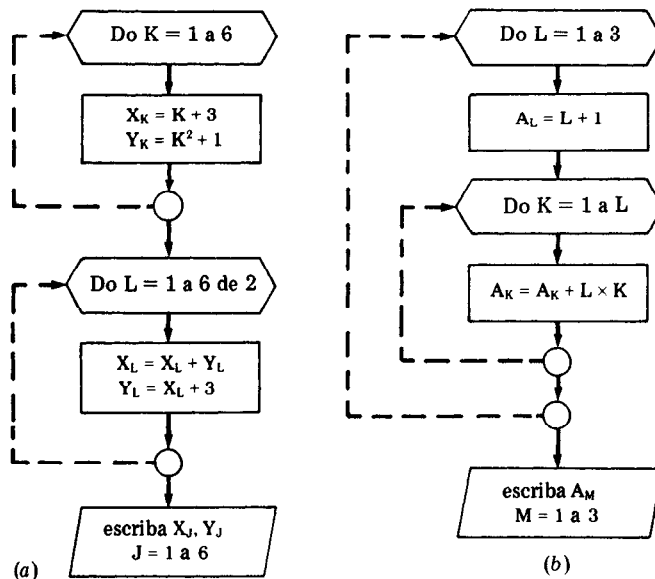 Do K = 1 a 6
X_K = K + 3
Y_K = K² + 1
Do L = 1 a 6 de 2
X_L = X_L + Y_L
Y_L = X_L + 3
escriba X_J, Y_J
J = 1 a 6
(a)
Do L = 1 a 3
A_L = L + 1
Do K = 1 a L
A_K = A_K + L × K
escriba A_M
M = 1 a 3
(b)